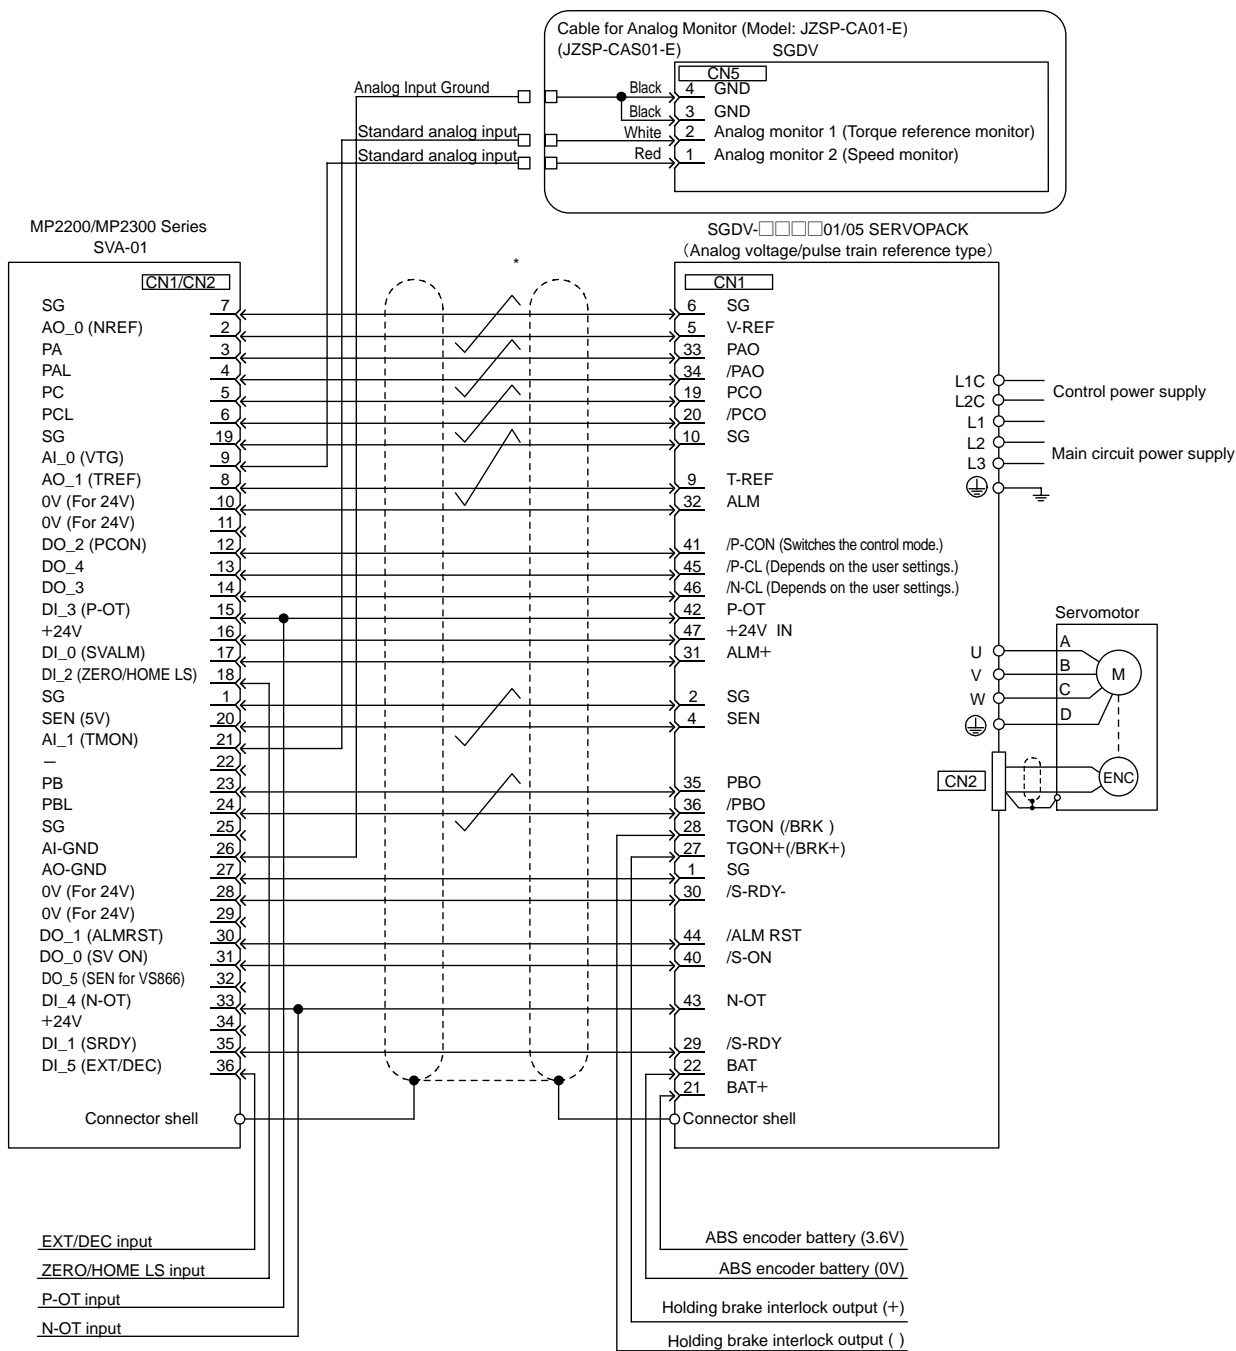 Cable for Analog Monitor (Model: JZSP-CA01-E)
(JZSP-CAS01-E)
SGDV
CN5
Analog Input Ground
Black
4 GND
Black
3 GND
Standard analog input
White
2 Analog monitor 1 (Torque reference monitor)
Standard analog input
Red
1 Analog monitor 2 (Speed monitor)
MP2200/MP2300 Series
SVA-01
CN1/CN2
SG 7
AO_0 (NREF) 2
PA 3
PAL 4
PC 5
PCL 6
SG 19
AI_0 (VTG) 9
AO_1 (TREF) 8
0V (For 24V) 10
0V (For 24V) 11
DO_2 (PCON) 12
DO_4 13
DO_3 14
DI_3 (P-OT) 15
+24V 16
DI_0 (SVALM) 17
DI_2 (ZERO/HOME LS) 18
SG 1
SEN (5V) 20
AI_1 (TMON) 21
— 22
PB 23
PBL 24
SG 25
AI-GND 26
AO-GND 27
0V (For 24V) 28
0V (For 24V) 29
DO_1 (ALMRST) 30
DO_0 (SV ON) 31
DO_5 (SEN for VS866) 32
DI_4 (N-OT) 33
+24V 34
DI_1 (SRDY) 35
DI_5 (EXT/DEC) 36
Connector shell
*
SGDV-□□□□01/05 SERVOPACK
(Analog voltage/pulse train reference type)
CN1
6 SG
5 V-REF
33 PAO
34 /PAO
19 PCO
20 /PCO
10 SG
9 T-REF
32 ALM
41 /P-CON (Switches the control mode.)
45 /P-CL (Depends on the user settings.)
46 /N-CL (Depends on the user settings.)
42 P-OT
47 +24V IN
31 ALM+
2 SG
4 SEN
35 PBO
36 /PBO
28 TGON (/BRK )
27 TGON+(/BRK+)
1 SG
30 /S-RDY-
44 /ALM RST
40 /S-ON
43 N-OT
29 /S-RDY
22 BAT
21 BAT+
Connector shell
L1C
L2C
Control power supply
L1
L2
L3
Main circuit power supply
Servomotor
U A
V B
W C
D
M
CN2
ENC
EXT/DEC input
ZERO/HOME LS input
P-OT input
N-OT input
ABS encoder battery (3.6V)
ABS encoder battery (0V)
Holding brake interlock output (+)
Holding brake interlock output ( )